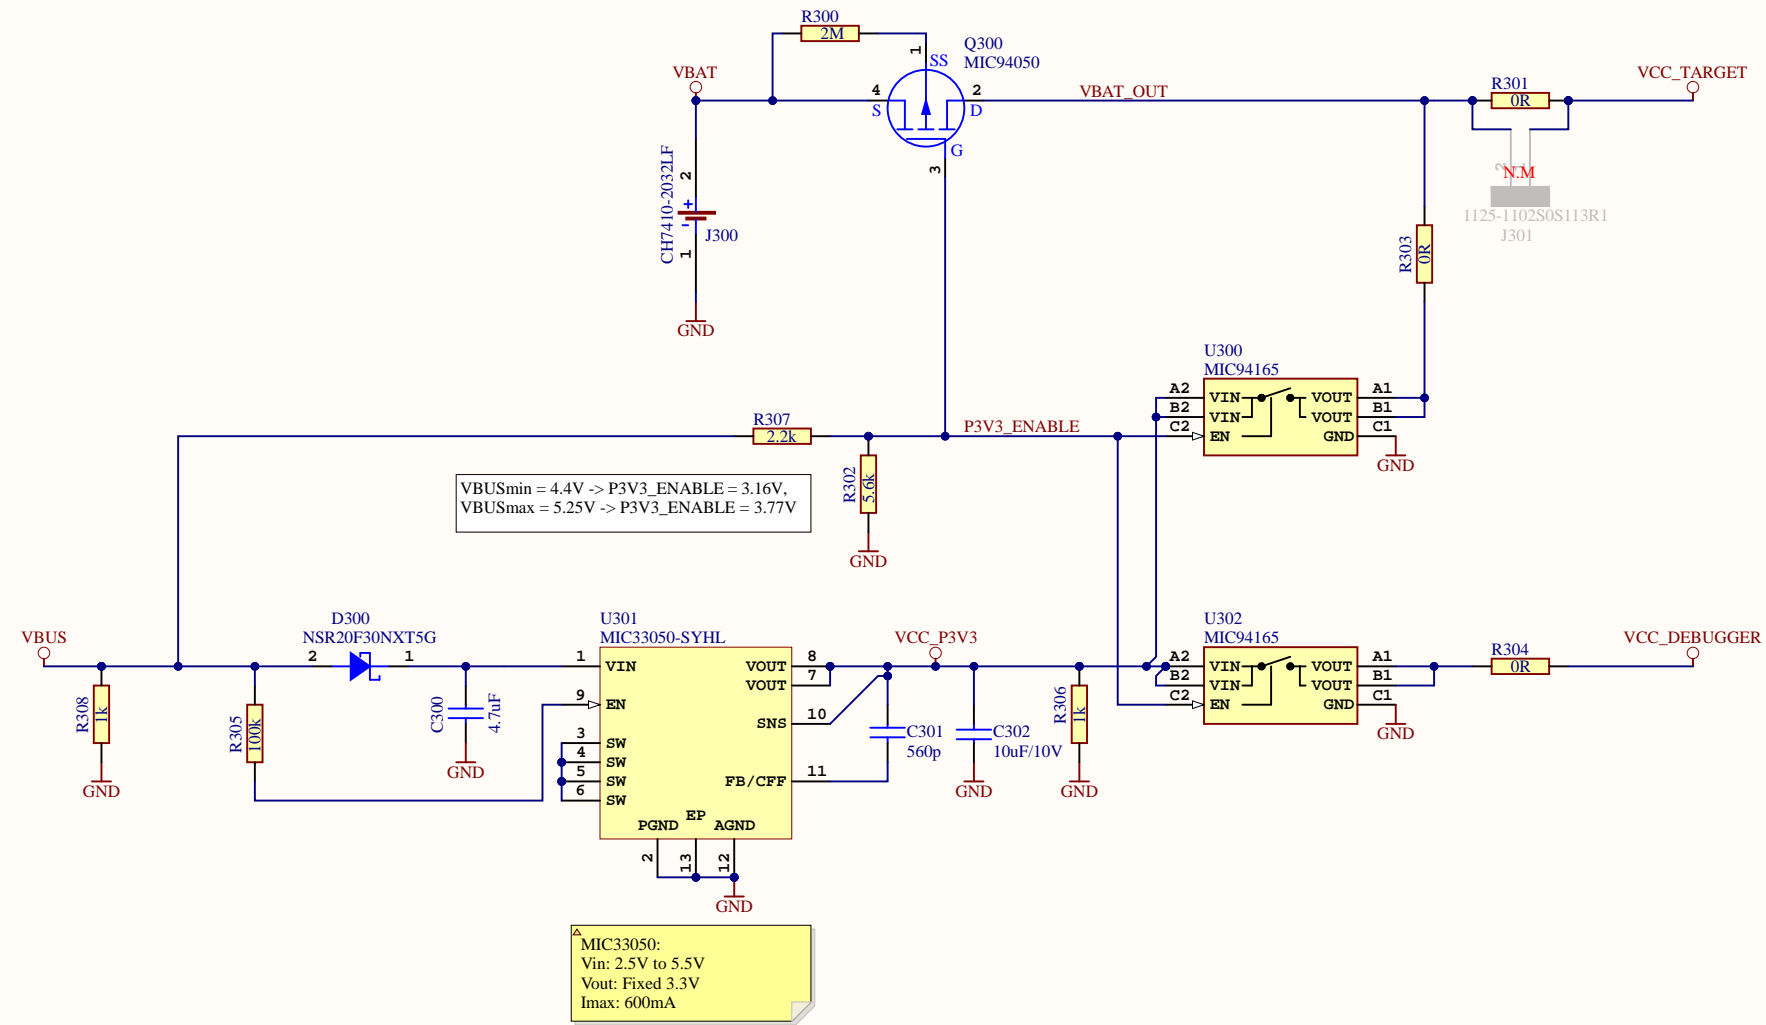 R300
2M
Q300
MIC94050
1
SS
VBAT
4
S
2
D
G
3
VBAT_OUT
R301
0R
VCC_TARGET
N.M
1125-1102S0S113R1
J301
CH7410-2032LF
2
+
-
1
J300
GND
R303
0R
U300
MIC94165
A2
VIN
VOUT
A1
B2
VIN
VOUT
B1
C2
EN
GND
C1
GND
R307
2.2k
P3V3_ENABLE
R302
5.6k
GND
VBUSmin = 4.4V -> P3V3_ENABLE = 3.16V,
VBUSmax = 5.25V -> P3V3_ENABLE = 3.77V
VBUS
D300
NSR20F30NXT5G
2
1
R308
1k
GND
R305
100k
C300
4.7uF
GND
U301
MIC33050-SYHL
1
VIN
9
EN
3
SW
4
SW
5
SW
6
SW
VOUT
8
VOUT
7
SNS
10
FB/CFF
11
PGND
EP
AGND
2
13
12
GND
VCC_P3V3
C301
560p
C302
10uF/10V
GND
R306
1k
GND
U302
MIC94165
A2
VIN
VOUT
A1
B2
VIN
VOUT
B1
C2
EN
GND
C1
GND
R304
0R
VCC_DEBUGGER
MIC33050:
Vin: 2.5V to 5.5V
Vout: Fixed 3.3V
Imax: 600mA